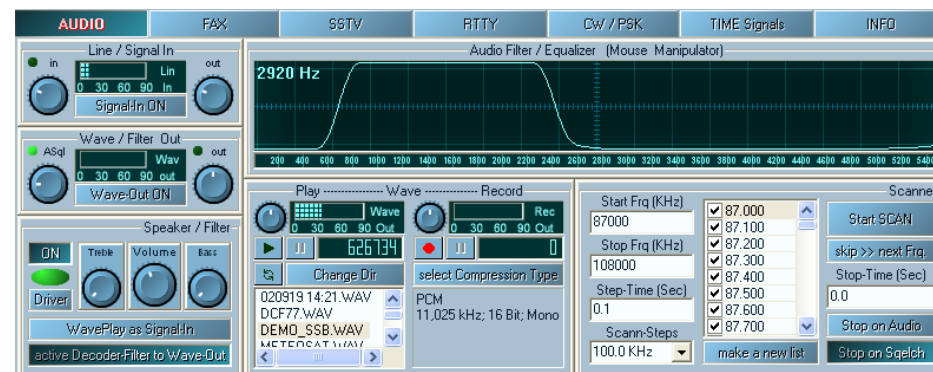 AUDIO FAX SSTV RTTY CW / PSK TIME Signals INFO
Line / Signal In
in Lin out
0 30 60 90 In
Signal-In ON
Wave / Filter Out
ASql Wav out
0 30 60 90 out
Wave-Out ON
Speaker / Filter
ON Treble Volume Bass
Driver
WavePlay as Signal-In
active Decoder-Filter to Wave-Out
Audio Filter / Equalizer (Mouse Manipulator)
2920 Hz
200 400 600 800 1000 1200 1400 1600 1800 2000 2200 2400 2600 2800 3000 3200 3400 3600 3800 4000 4200 4400 4600 4800 5000 5200 5400
Play ---------------- Wave ---------------- Record
Wave
0 30 60 90 Out
626734
Change Dir
020919 14:21.WAV
DCF77.WAV
DEMO_SSB.WAV
METEOSAT.WAV
Rec
0 30 60 90 Out
0
select Compression Type
PCM
11,025 kHz; 16 Bit; Mono
Scanne
Start Frq (KHz)
87000
Stop Frq (KHz)
108000
Step-Time (Sec)
0.1
Scann-Steps
100.0 KHz
87.000
87.100
87.200
87.300
87.400
87.500
87.600
87.700
make a new list
Start SCAN
skip >> next Frq.
Stop-Time (Sec)
0.0
Stop on Audio
Stop on Sqelch